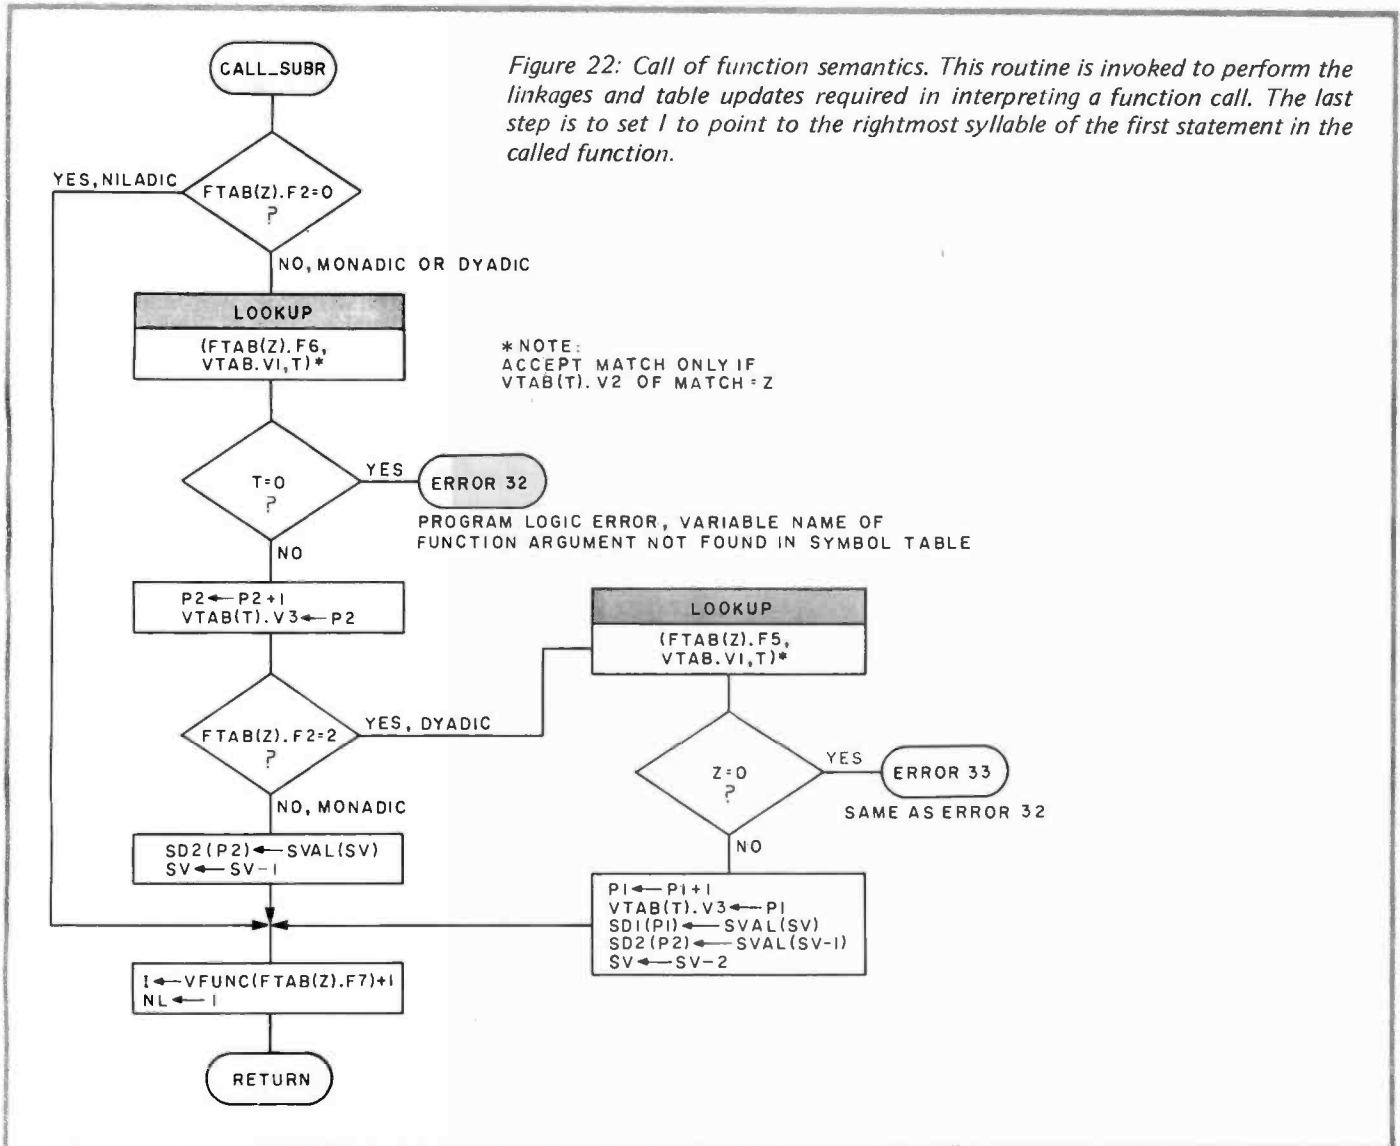 CALL_SUBR
Figure 22: Call of function semantics. This routine is invoked to perform the
linkages and table updates required in interpreting a function call. The last
step is to set I to point to the rightmost syllable of the first statement in the
called function.
YES, NILADIC
FTAB(Z).F2=0
?
NO, MONADIC OR DYADIC
LOOKUP
(FTAB(Z).F6,
VTAB.V1,T)*
*NOTE:
ACCEPT MATCH ONLY IF
VTAB(T).V2 OF MATCH=Z
T=0
?
YES
ERROR 32
PROGRAM LOGIC ERROR, VARIABLE NAME OF
FUNCTION ARGUMENT NOT FOUND IN SYMBOL TABLE
NO
P2←P2+1
VTAB(T).V3←P2
LOOKUP
(FTAB(Z).F5,
VTAB.V1,T)*
FTAB(Z).F2=2
?
YES, DYADIC
Z=0
?
YES
ERROR 33
SAME AS ERROR 32
NO, MONADIC
NO
SD2(P2)←SVAL(SV)
SV←SV-1
P1←P1+1
VTAB(T).V3←P1
SD1(P1)←SVAL(SV)
SD2(P2)←SVAL(SV-1)
SV←SV-2
I←VFUNC(FTAB(Z).F7)+1
NL←1
RETURN